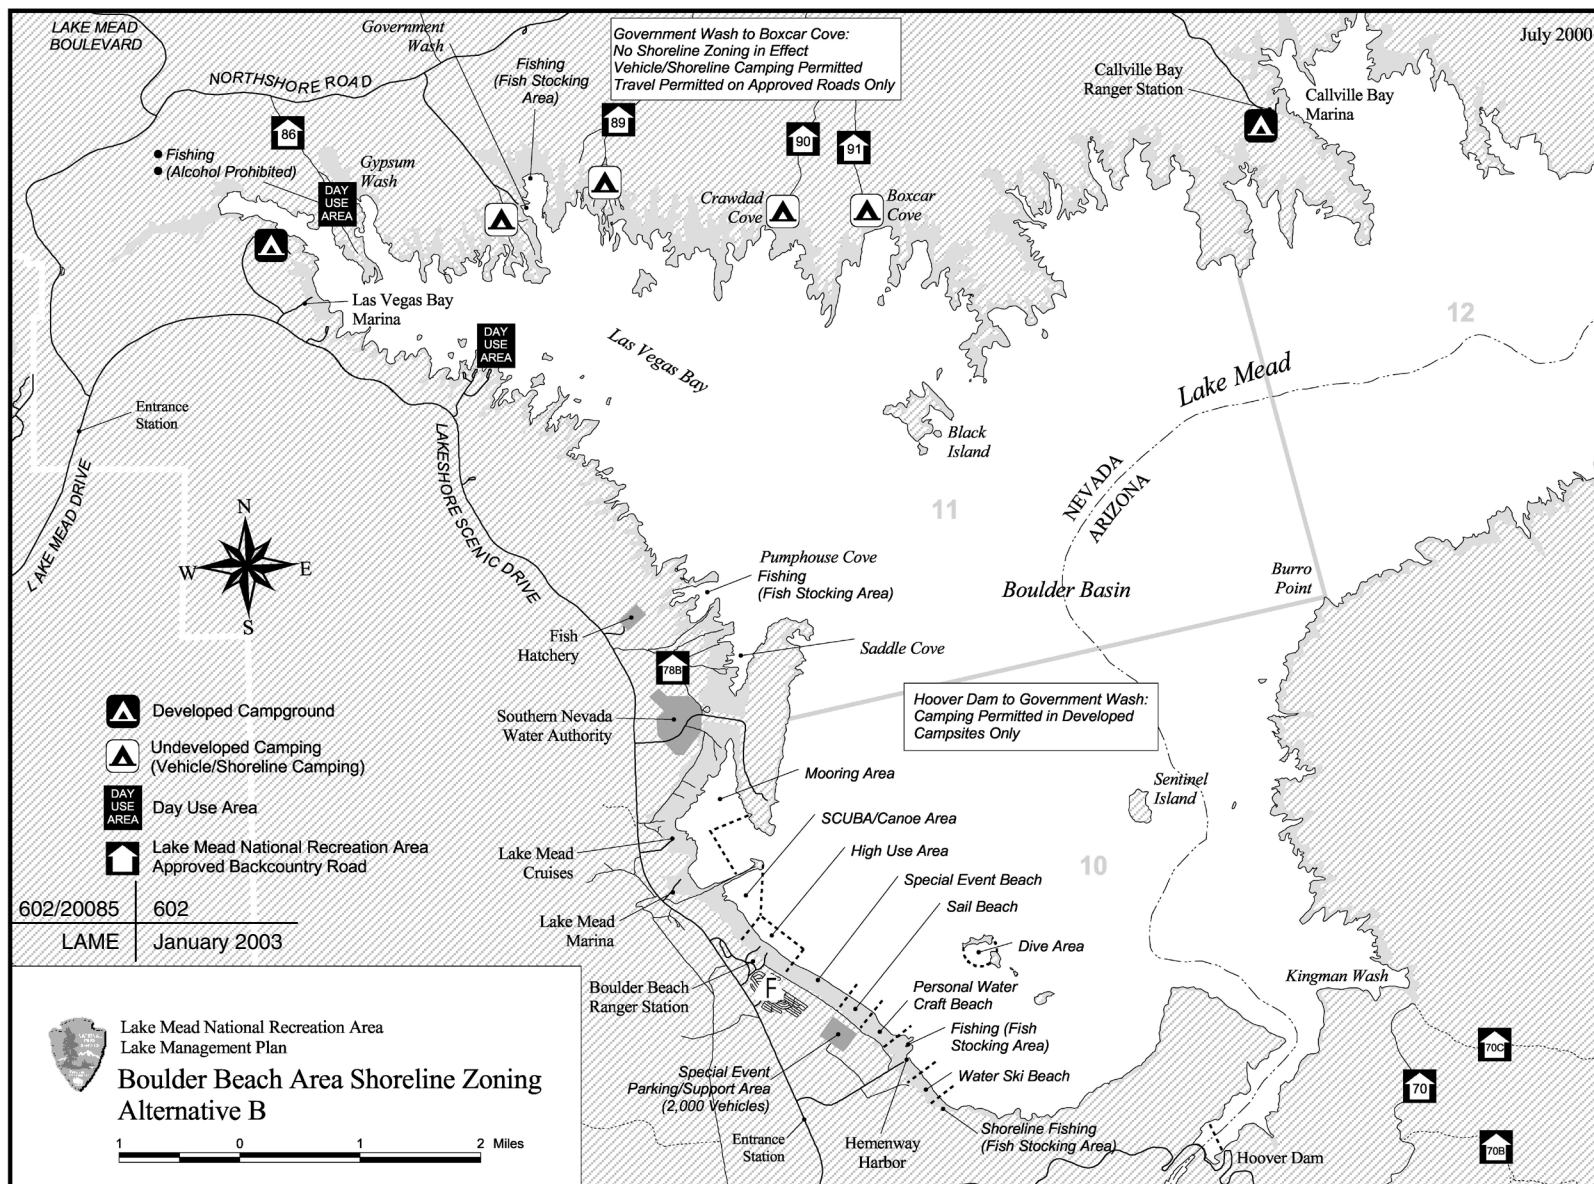 LAKE MEAD
BOULEVARD
Government
Wash
Government Wash to Boxcar Cove:
No Shoreline Zoning in Effect
Vehicle/Shoreline Camping Permitted
Travel Permitted on Approved Roads Only
July 2000
NORTHSHORE ROAD
Fishing
(Fish Stocking
Area)
Callville Bay
Ranger Station
Callville Bay
Marina
86
89
90
91
Fishing
(Alcohol Prohibited)
Gypsum
Wash
DAY
USE
AREA
Crawdad
Cove
Boxcar
Cove
Las Vegas Bay
Marina
DAY
USE
AREA
Las Vegas Bay
12
Lake Mead
Entrance
Station
Black
Island
LAKE MEAD DRIVE
LAKESHORE SCENIC DRIVE
NEVADA
ARIZONA
11
N
W
E
S
Pumphouse Cove
Fishing
(Fish Stocking Area)
Boulder Basin
Burro
Point
Fish
Hatchery
Saddle Cove
78B
Southern Nevada
Water Authority
Hoover Dam to Government Wash:
Camping Permitted in Developed
Campsites Only
Developed Campground
Undeveloped Camping
(Vehicle/Shoreline Camping)
DAY
USE
AREA
Day Use Area
Lake Mead National Recreation Area
Approved Backcountry Road
Mooring Area
Sentinel
Island
SCUBA/Canoe Area
Lake Mead
Cruises
High Use Area
10
Special Event Beach
602/20085
602
LAME
January 2003
Lake Mead
Marina
Sail Beach
Dive Area
Boulder Beach
Ranger Station
F
Personal Water
Craft Beach
Kingman Wash
Fishing (Fish
Stocking Area)
70C
Special Event
Parking/Support Area
(2,000 Vehicles)
Water Ski Beach
70
Lake Mead National Recreation Area
Lake Management Plan
Boulder Beach Area Shoreline Zoning
Alternative B
1
0
1
2
Miles
Entrance
Station
Hemenway
Harbor
Shoreline Fishing
(Fish Stocking Area)
Hoover Dam
70B